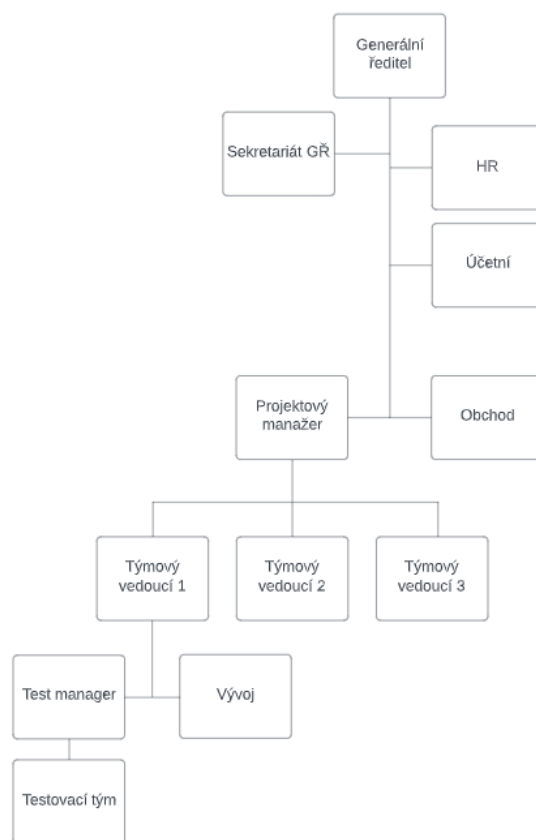 Generální
ředitel
Sekretariát GŘ
HR
Účetní
Projektový
manažer
Obchod
Týmový
vedoucí 1
Týmový
vedoucí 2
Týmový
vedoucí 3
Test manager
Vývoj
Testovací tým